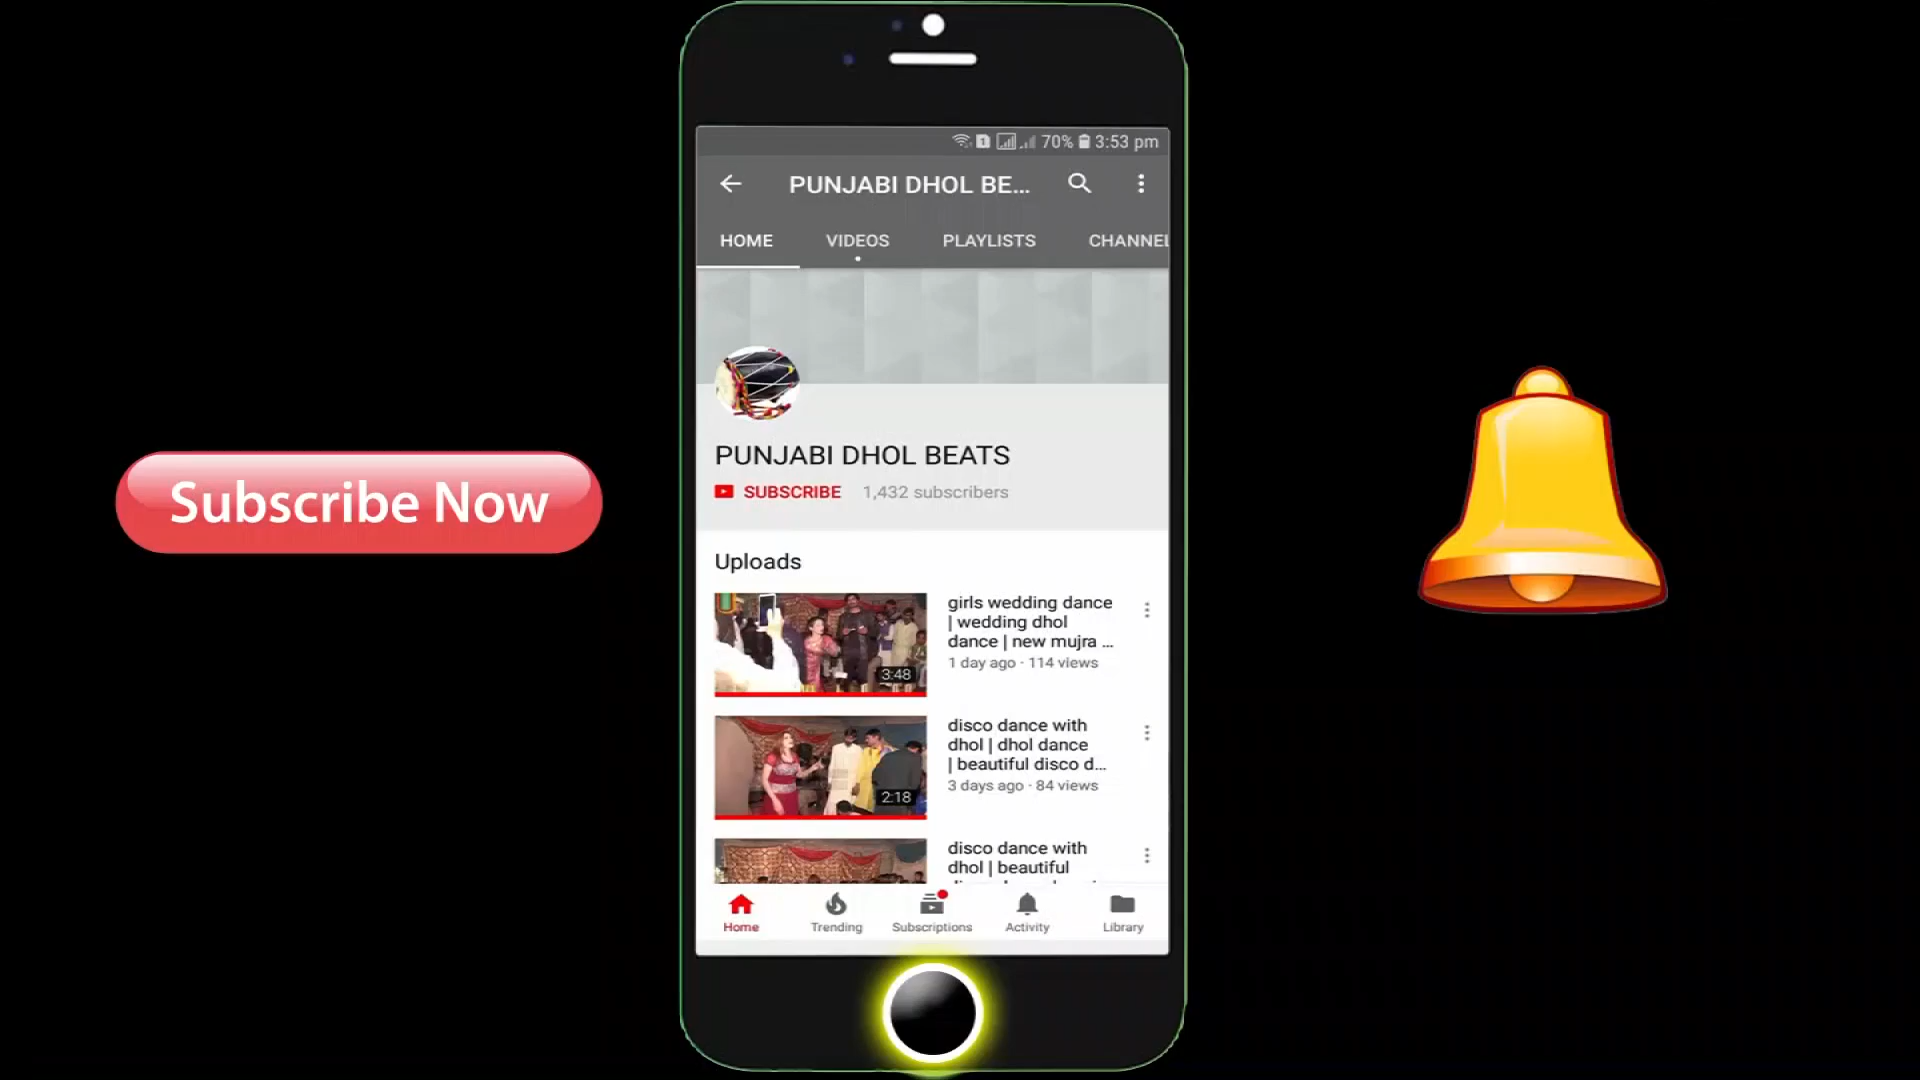 70% 3:53 pm
PUNJABI DHOL BE...
HOME VIDEOS PLAYLISTS CHANNEL
PUNJABI DHOL BEATS
SUBSCRIBE 1,432 subscribers
Subscribe Now
Uploads
girls wedding dance
| wedding dhol
dance | new mujra ...
1 day ago · 114 views
3:48
disco dance with
dhol | dhol dance
| beautiful disco d...
3 days ago · 84 views
2:18
disco dance with
dhol | beautiful
Home Trending Subscriptions Activity Library